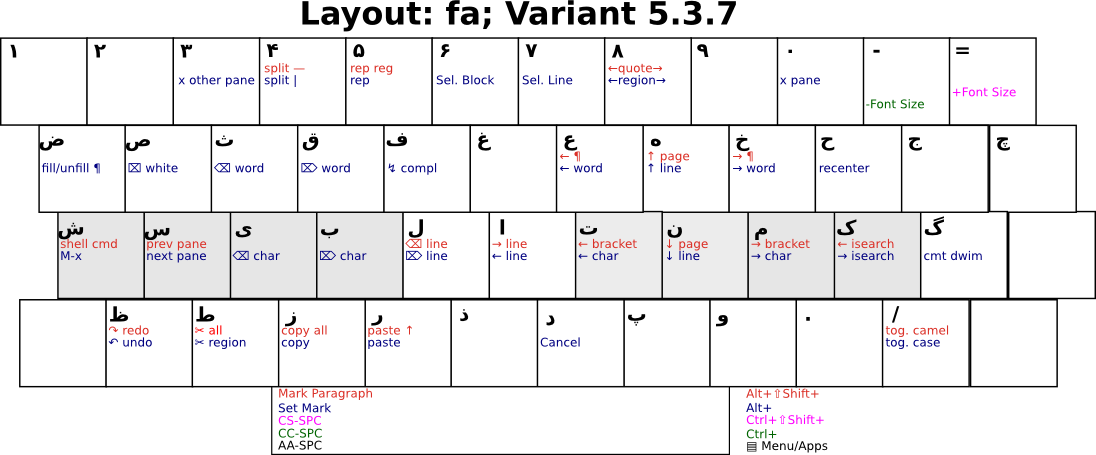 Layout: fa; Variant 5.3.7
۱ ۲ ۳ ۴ ۵ ۶ ۷ ۸ ۹ ۰ - =
split — rep reg ←quote→
x other pane split | rep Sel. Block Sel. Line ←region→ x pane
+Font Size
-Font Size
ض ص ث ق ف غ ع ه خ ح ج چ
← ¶ ↑ page → ¶
fill/unfill ¶ ⌧ white ⌫ word ⌦ word ↯ compl ← word ↑ line → word recenter
ش س ی ب ل ا ت ن م ک گ
shell cmd prev pane ⌫ line → line ← bracket ↓ page → bracket ← isearch
M-x next pane ⌫ char ⌦ char ⌦ line ← line ← char ↓ line → char → isearch cmt dwim
ظ ط ز ر ذ د پ و . /
↷ redo ✂ all copy all paste ↑ tog. camel
↶ undo ✂ region copy paste Cancel tog. case
Mark Paragraph Alt+⇧Shift+
Set Mark Alt+
CS-SPC Ctrl+⇧Shift+
CC-SPC Ctrl+
AA-SPC ▤ Menu/Apps